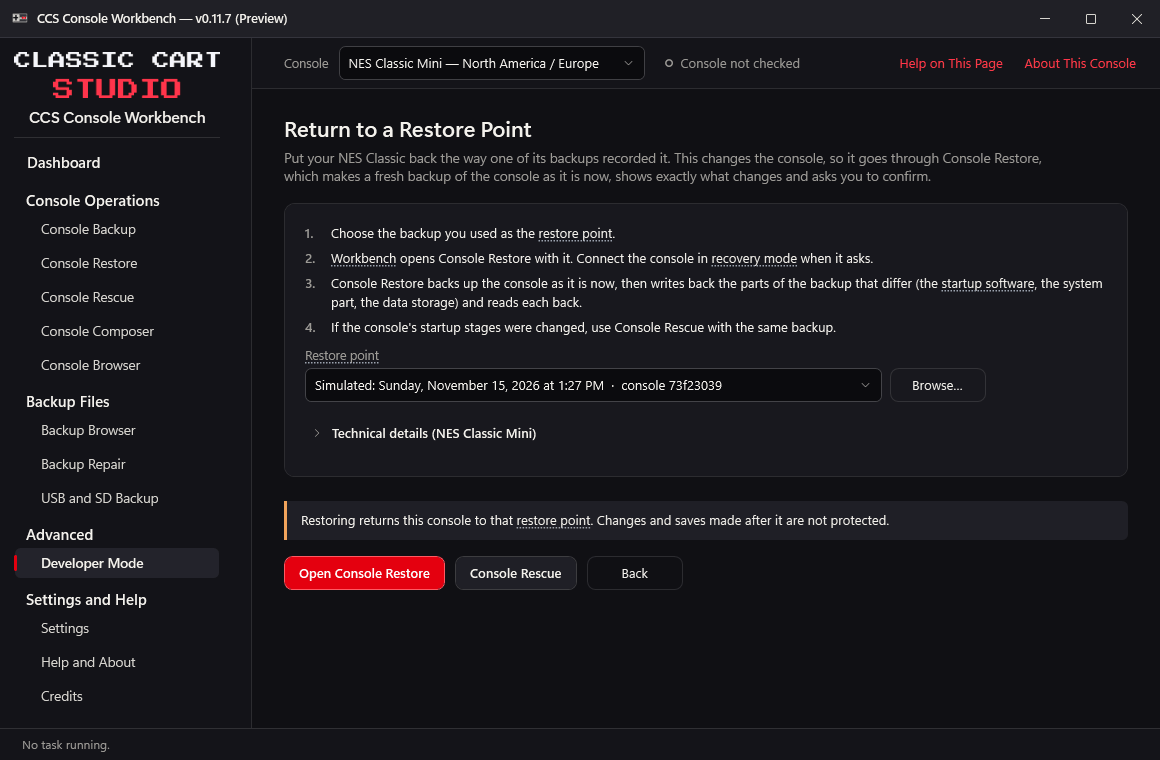 CCS Console Workbench — v0.11.7 (Preview)
CLASSIC CART
STUDIO
CCS Console Workbench
Dashboard
Console Operations
Console Backup
Console Restore
Console Rescue
Console Composer
Console Browser
Backup Files
Backup Browser
Backup Repair
USB and SD Backup
Advanced
Developer Mode
Settings and Help
Settings
Help and About
Credits
Console
NES Classic Mini — North America / Europe
Console not checked
Help on This Page
About This Console
Return to a Restore Point
Put your NES Classic back the way one of its backups recorded it. This changes the console, so it goes through Console Restore,
which makes a fresh backup of the console as it is now, shows exactly what changes and asks you to confirm.
1. Choose the backup you used as the restore point.
2. Workbench opens Console Restore with it. Connect the console in recovery mode when it asks.
3. Console Restore backs up the console as it is now, then writes back the parts of the backup that differ (the startup software, the system
part, the data storage) and reads each back.
4. If the console's startup stages were changed, use Console Rescue with the same backup.
Restore point
Simulated: Sunday, November 15, 2026 at 1:27 PM · console 73f23039
Browse...
Technical details (NES Classic Mini)
Restoring returns this console to that restore point. Changes and saves made after it are not protected.
Open Console Restore
Console Rescue
Back
No task running.